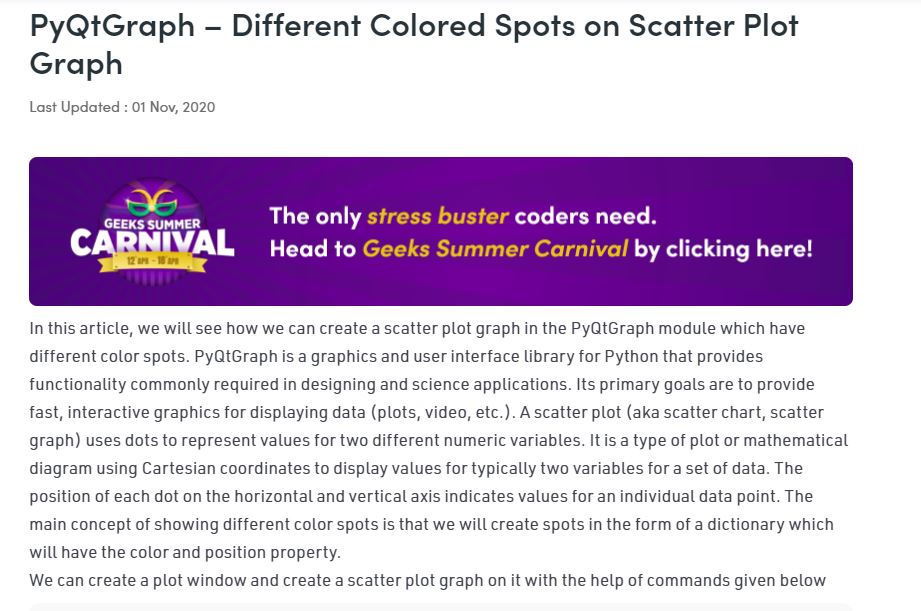 PyQtGraph – Different Colored Spots on Scatter Plot
Graph
Last Updated : 01 Nov, 2020
GEEKS SUMMER
CARNIVAL
12 APR - 18 APR
The only stress buster coders need.
Head to Geeks Summer Carnival by clicking here!
In this article, we will see how we can create a scatter plot graph in the PyQtGraph module which have
different color spots. PyQtGraph is a graphics and user interface library for Python that provides
functionality commonly required in designing and science applications. Its primary goals are to provide
fast, interactive graphics for displaying data (plots, video, etc.). A scatter plot (aka scatter chart, scatter
graph) uses dots to represent values for two different numeric variables. It is a type of plot or mathematical
diagram using Cartesian coordinates to display values for typically two variables for a set of data. The
position of each dot on the horizontal and vertical axis indicates values for an individual data point. The
main concept of showing different color spots is that we will create spots in the form of a dictionary which
will have the color and position property.
We can create a plot window and create a scatter plot graph on it with the help of commands given below